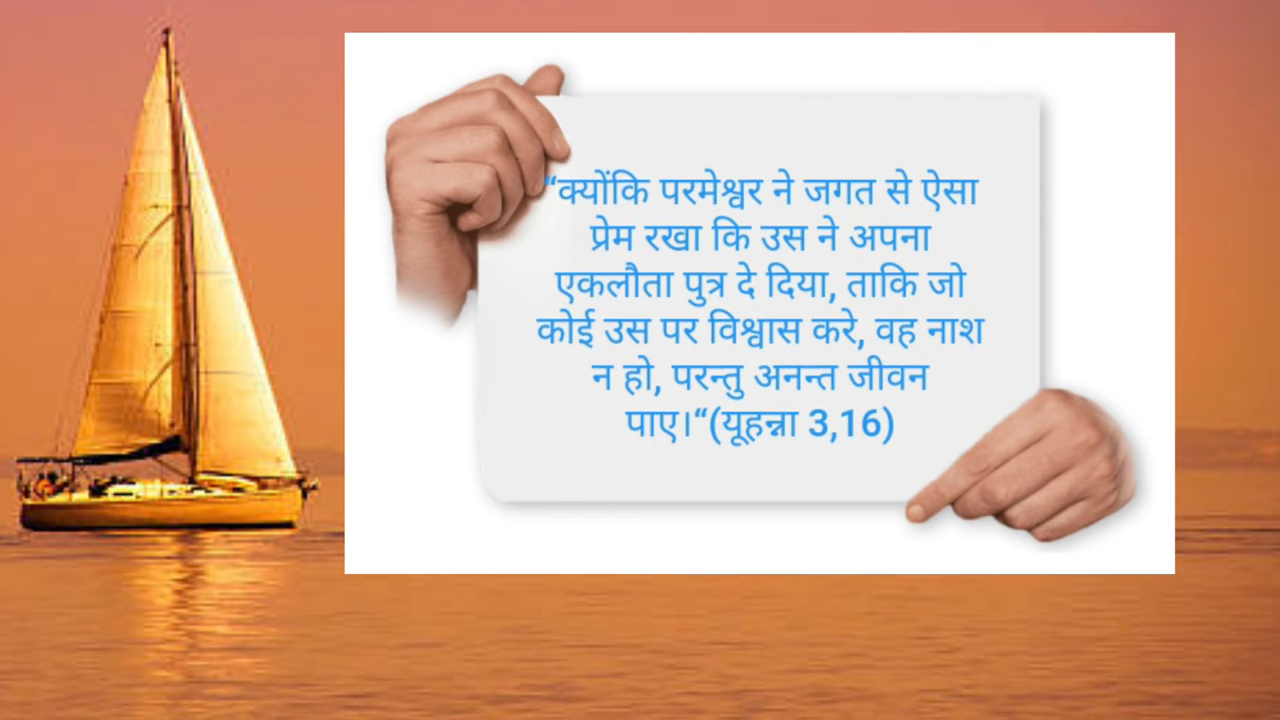 “क्योंकि परमेश्वर ने जगत से ऐसा
प्रेम रखा कि उस ने अपना
एकलौता पुत्र दे दिया, ताकि जो
कोई उस पर विश्वास करे, वह नाश
न हो, परन्तु अनन्त जीवन
पाए।“(यूहन्ना 3,16)